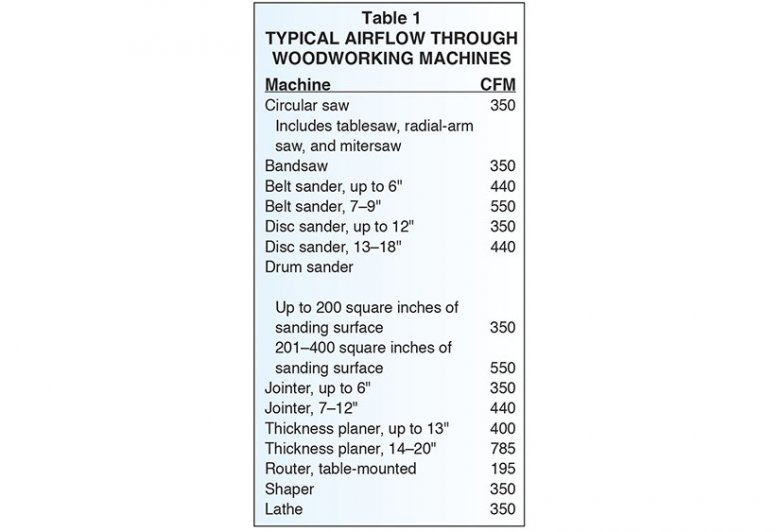 Table 1
TYPICAL AIRFLOW THROUGH
WOODWORKING MACHINES
Machine CFM
Circular saw 350
Includes tablesaw, radial-arm
saw, and mitersaw
Bandsaw 350
Belt sander, up to 6" 440
Belt sander, 7–9" 550
Disc sander, up to 12" 350
Disc sander, 13–18" 440
Drum sander
Up to 200 square inches of
sanding surface 350
201–400 square inches of
sanding surface 550
Jointer, up to 6" 350
Jointer, 7–12" 440
Thickness planer, up to 13" 400
Thickness planer, 14–20" 785
Router, table-mounted 195
Shaper 350
Lathe 350